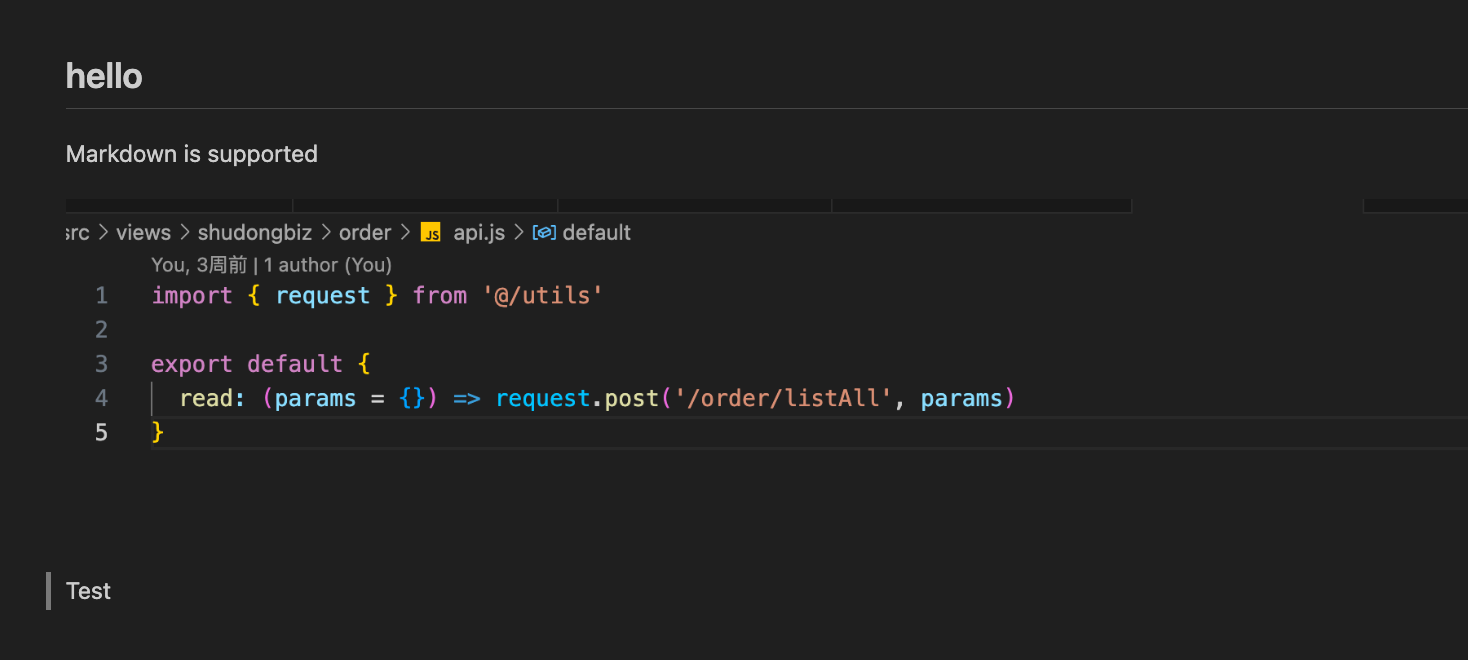 hello
Markdown is supported
src > views > shudongbiz > order > JS api.js > default
You, 3周前 | 1 author (You)
1 import { request } from '@/utils'
2
3 export default {
4 read: (params = {}) => request.post('/order/listAll', params)
5 }
Test